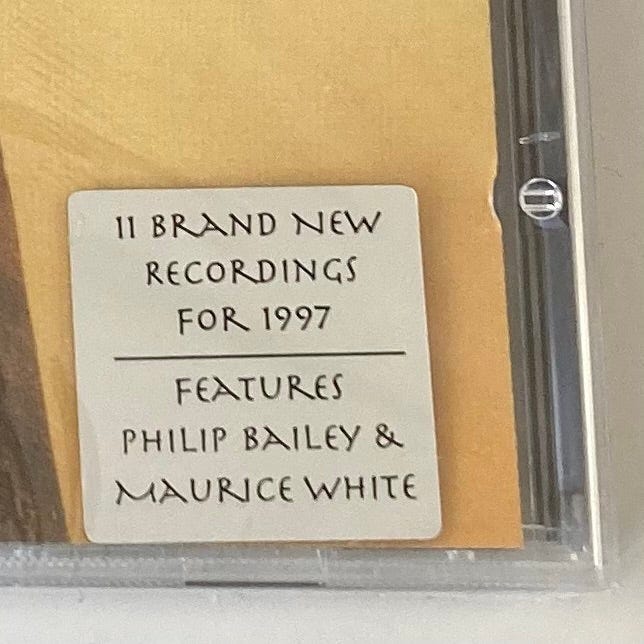 11 BRAND NEW
RECORDINGS
FOR 1997
FEATURES
PHILIP BAILEY &
MAURICE WHITE